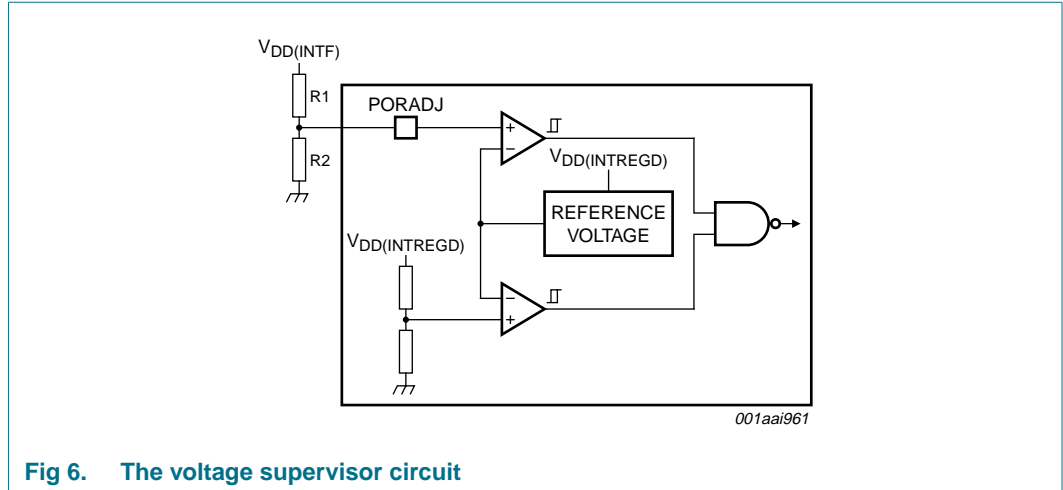 VDD(INTF)
R1
PORADJ
R2
+
−
VDD(INTREGD)
REFERENCE
VOLTAGE
VDD(INTREGD)
−
+
001aai961
Fig 6. The voltage supervisor circuit